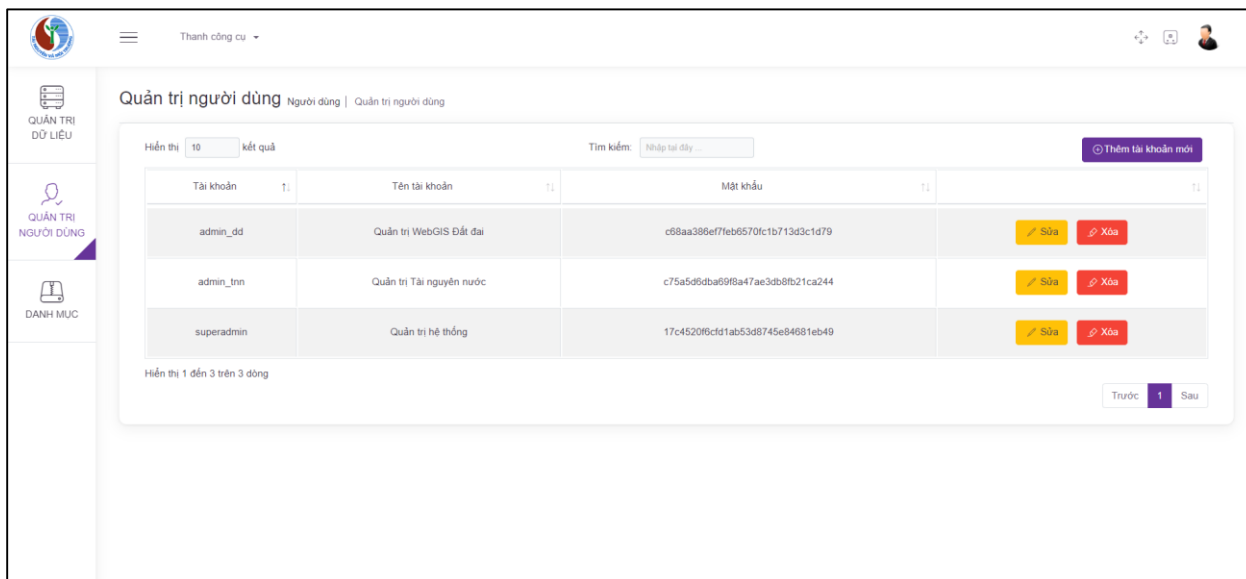 Thanh công cụ
QUẢN TRỊ
DỮ LIỆU
QUẢN TRỊ
NGƯỜI DÙNG
DANH MỤC
Quản trị người dùng Người dùng | Quản trị người dùng
Hiển thị 10 kết quả Tìm kiếm: Nhập tại đây ... Thêm tài khoản mới
Tài khoản Tên tài khoản Mật khẩu
admin_dd Quản trị WebGIS Đất đai c68aa386ef7feb6570fc1b713d3c1d79 Sửa Xóa
admin_tnn Quản trị Tài nguyên nước c75a5d6dba69f8a47ae3db8fb21ca244 Sửa Xóa
superadmin Quản trị hệ thống 17c4520f6cfd1ab53d8745e84681eb49 Sửa Xóa
Hiển thị 1 đến 3 trên 3 dòng
Trước 1 Sau